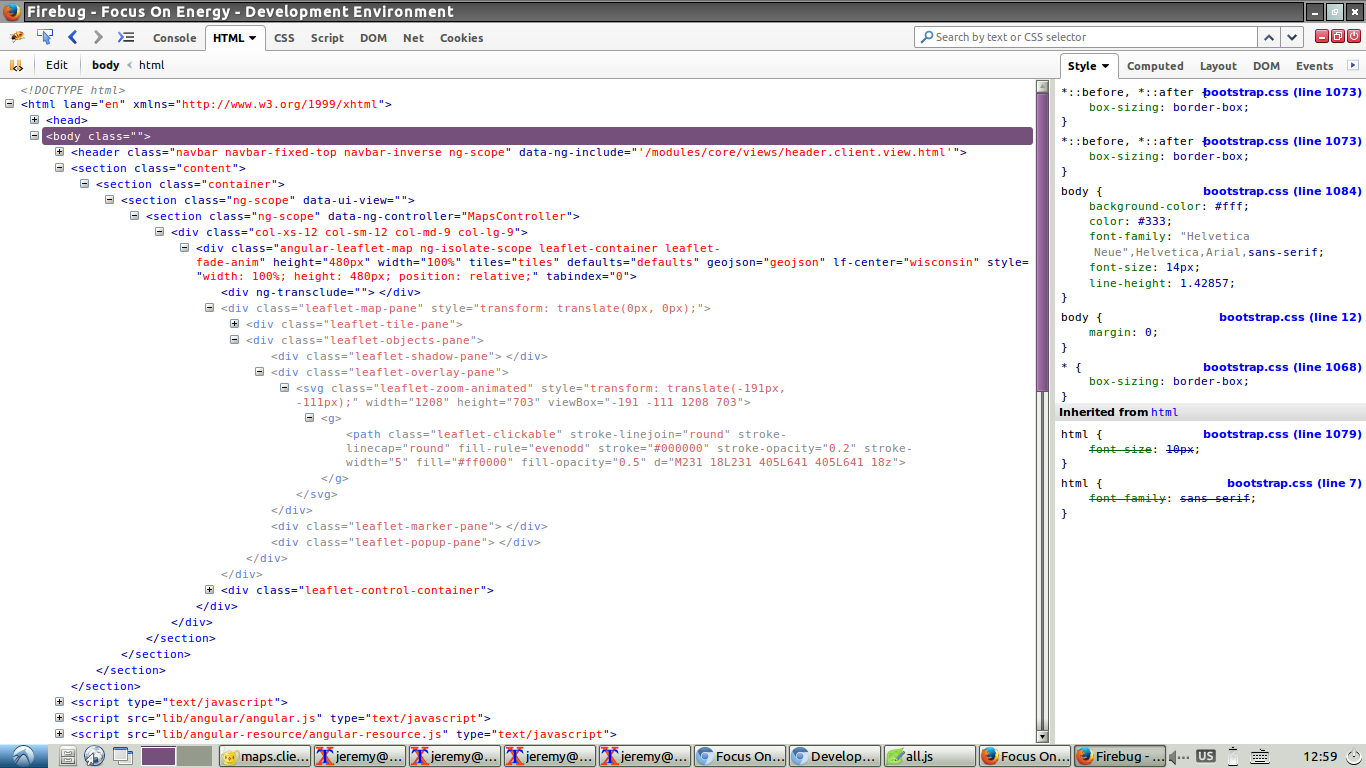 Firebug - Focus On Energy - Development Environment
Console HTML CSS Script DOM Net Cookies Search by text or CSS selector
Edit body < html Style Computed Layout DOM Events
<!DOCTYPE html>
<html lang="en" xmlns="http://www.w3.org/1999/xhtml">
<head>
<body class="">
<header class="navbar navbar-fixed-top navbar-inverse ng-scope" data-ng-include="'/modules/core/views/header.client.view.html'">
<section class="content">
<section class="container">
<section class="ng-scope" data-ui-view="">
<section class="ng-scope" data-ng-controller="MapsController">
<div class="col-xs-12 col-sm-12 col-md-9 col-lg-9">
<div class="angular-leaflet-map ng-isolate-scope leaflet-container leaflet-
fade-anim" height="480px" width="100%" tiles="tiles" defaults="defaults" geojson="geojson" lf-center="wisconsin" style=
"width: 100%; height: 480px; position: relative;" tabindex="0">
<div ng-transclude=""> </div>
<div class="leaflet-map-pane" style="transform: translate(0px, 0px);">
<div class="leaflet-tile-pane">
<div class="leaflet-objects-pane">
<div class="leaflet-shadow-pane"> </div>
<div class="leaflet-overlay-pane">
<svg class="leaflet-zoom-animated" style="transform: translate(-191px,
-111px);" width="1208" height="703" viewBox="-191 -111 1208 703">
<g>
<path class="leaflet-clickable" stroke-linejoin="round" stroke-
linecap="round" fill-rule="evenodd" stroke="#000000" stroke-opacity="0.2" stroke-
width="5" fill="#ff0000" fill-opacity="0.5" d="M231 18L231 405L641 405L641 18z">
</g>
</svg>
</div>
<div class="leaflet-marker-pane"> </div>
<div class="leaflet-popup-pane"> </div>
</div>
</div>
<div class="leaflet-control-container">
</div>
</div>
</section>
</section>
</section>
</section>
<script type="text/javascript">
<script src="lib/angular/angular.js" type="text/javascript">
<script src="lib/angular-resource/angular-resource.js" type="text/javascript">
*::before, *::after { bootstrap.css (line 1073)
box-sizing: border-box;
}
*::before, *::after { bootstrap.css (line 1073)
box-sizing: border-box;
}
body { bootstrap.css (line 1084)
background-color: #fff;
color: #333;
font-family: "Helvetica
Neue",Helvetica,Arial,sans-serif;
font-size: 14px;
line-height: 1.42857;
}
body { bootstrap.css (line 12)
margin: 0;
}
* { bootstrap.css (line 1068)
box-sizing: border-box;
}
Inherited from html
html { bootstrap.css (line 1079)
font-size: 10px;
}
html { bootstrap.css (line 7)
font-family: sans-serif;
}
maps.clie... jeremy@... jeremy@... jeremy@... jeremy@... Focus On... Develop... all.js Focus On... Firebug - ... US 12:59